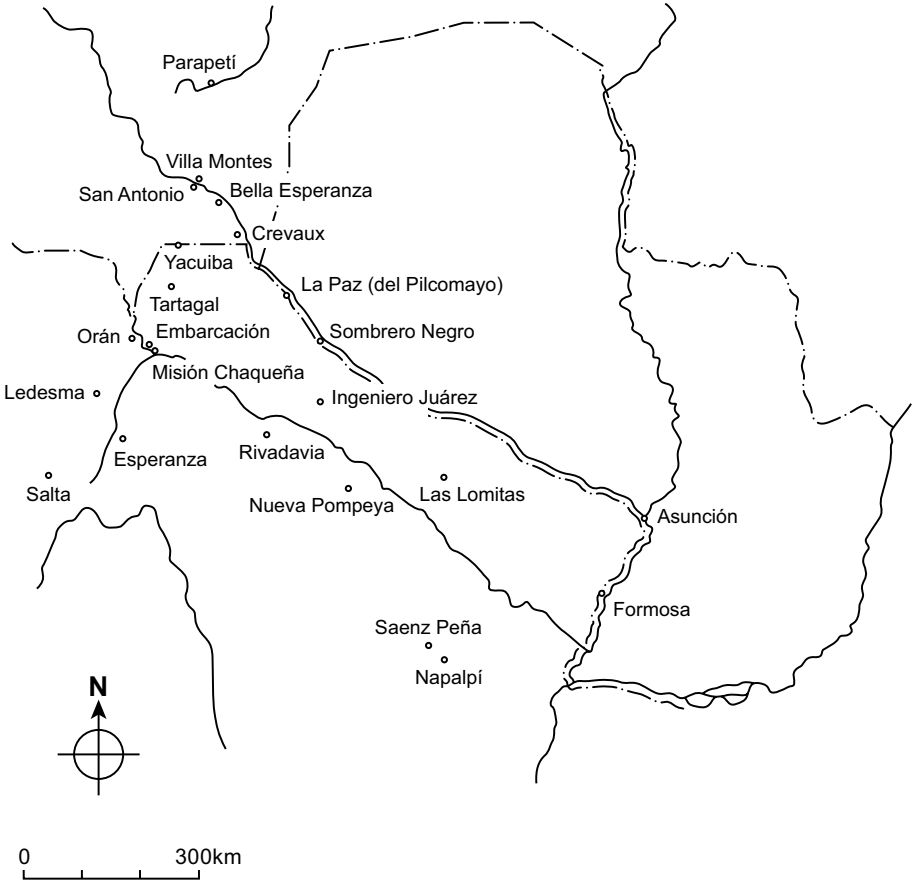 Parapetí
Villa Montes
San Antonio
Bella Esperanza
Crevaux
Yacuiba
La Paz (del Pilcomayo)
Tartagal
Embarcación
Orán
Sombrero Negro
Misión Chaqueña
Ledesma
Ingeniero Juárez
Esperanza
Rivadavia
Salta
Nueva Pompeya
Las Lomitas
Asunción
Formosa
Saenz Peña
Napalpí
N
0 300km